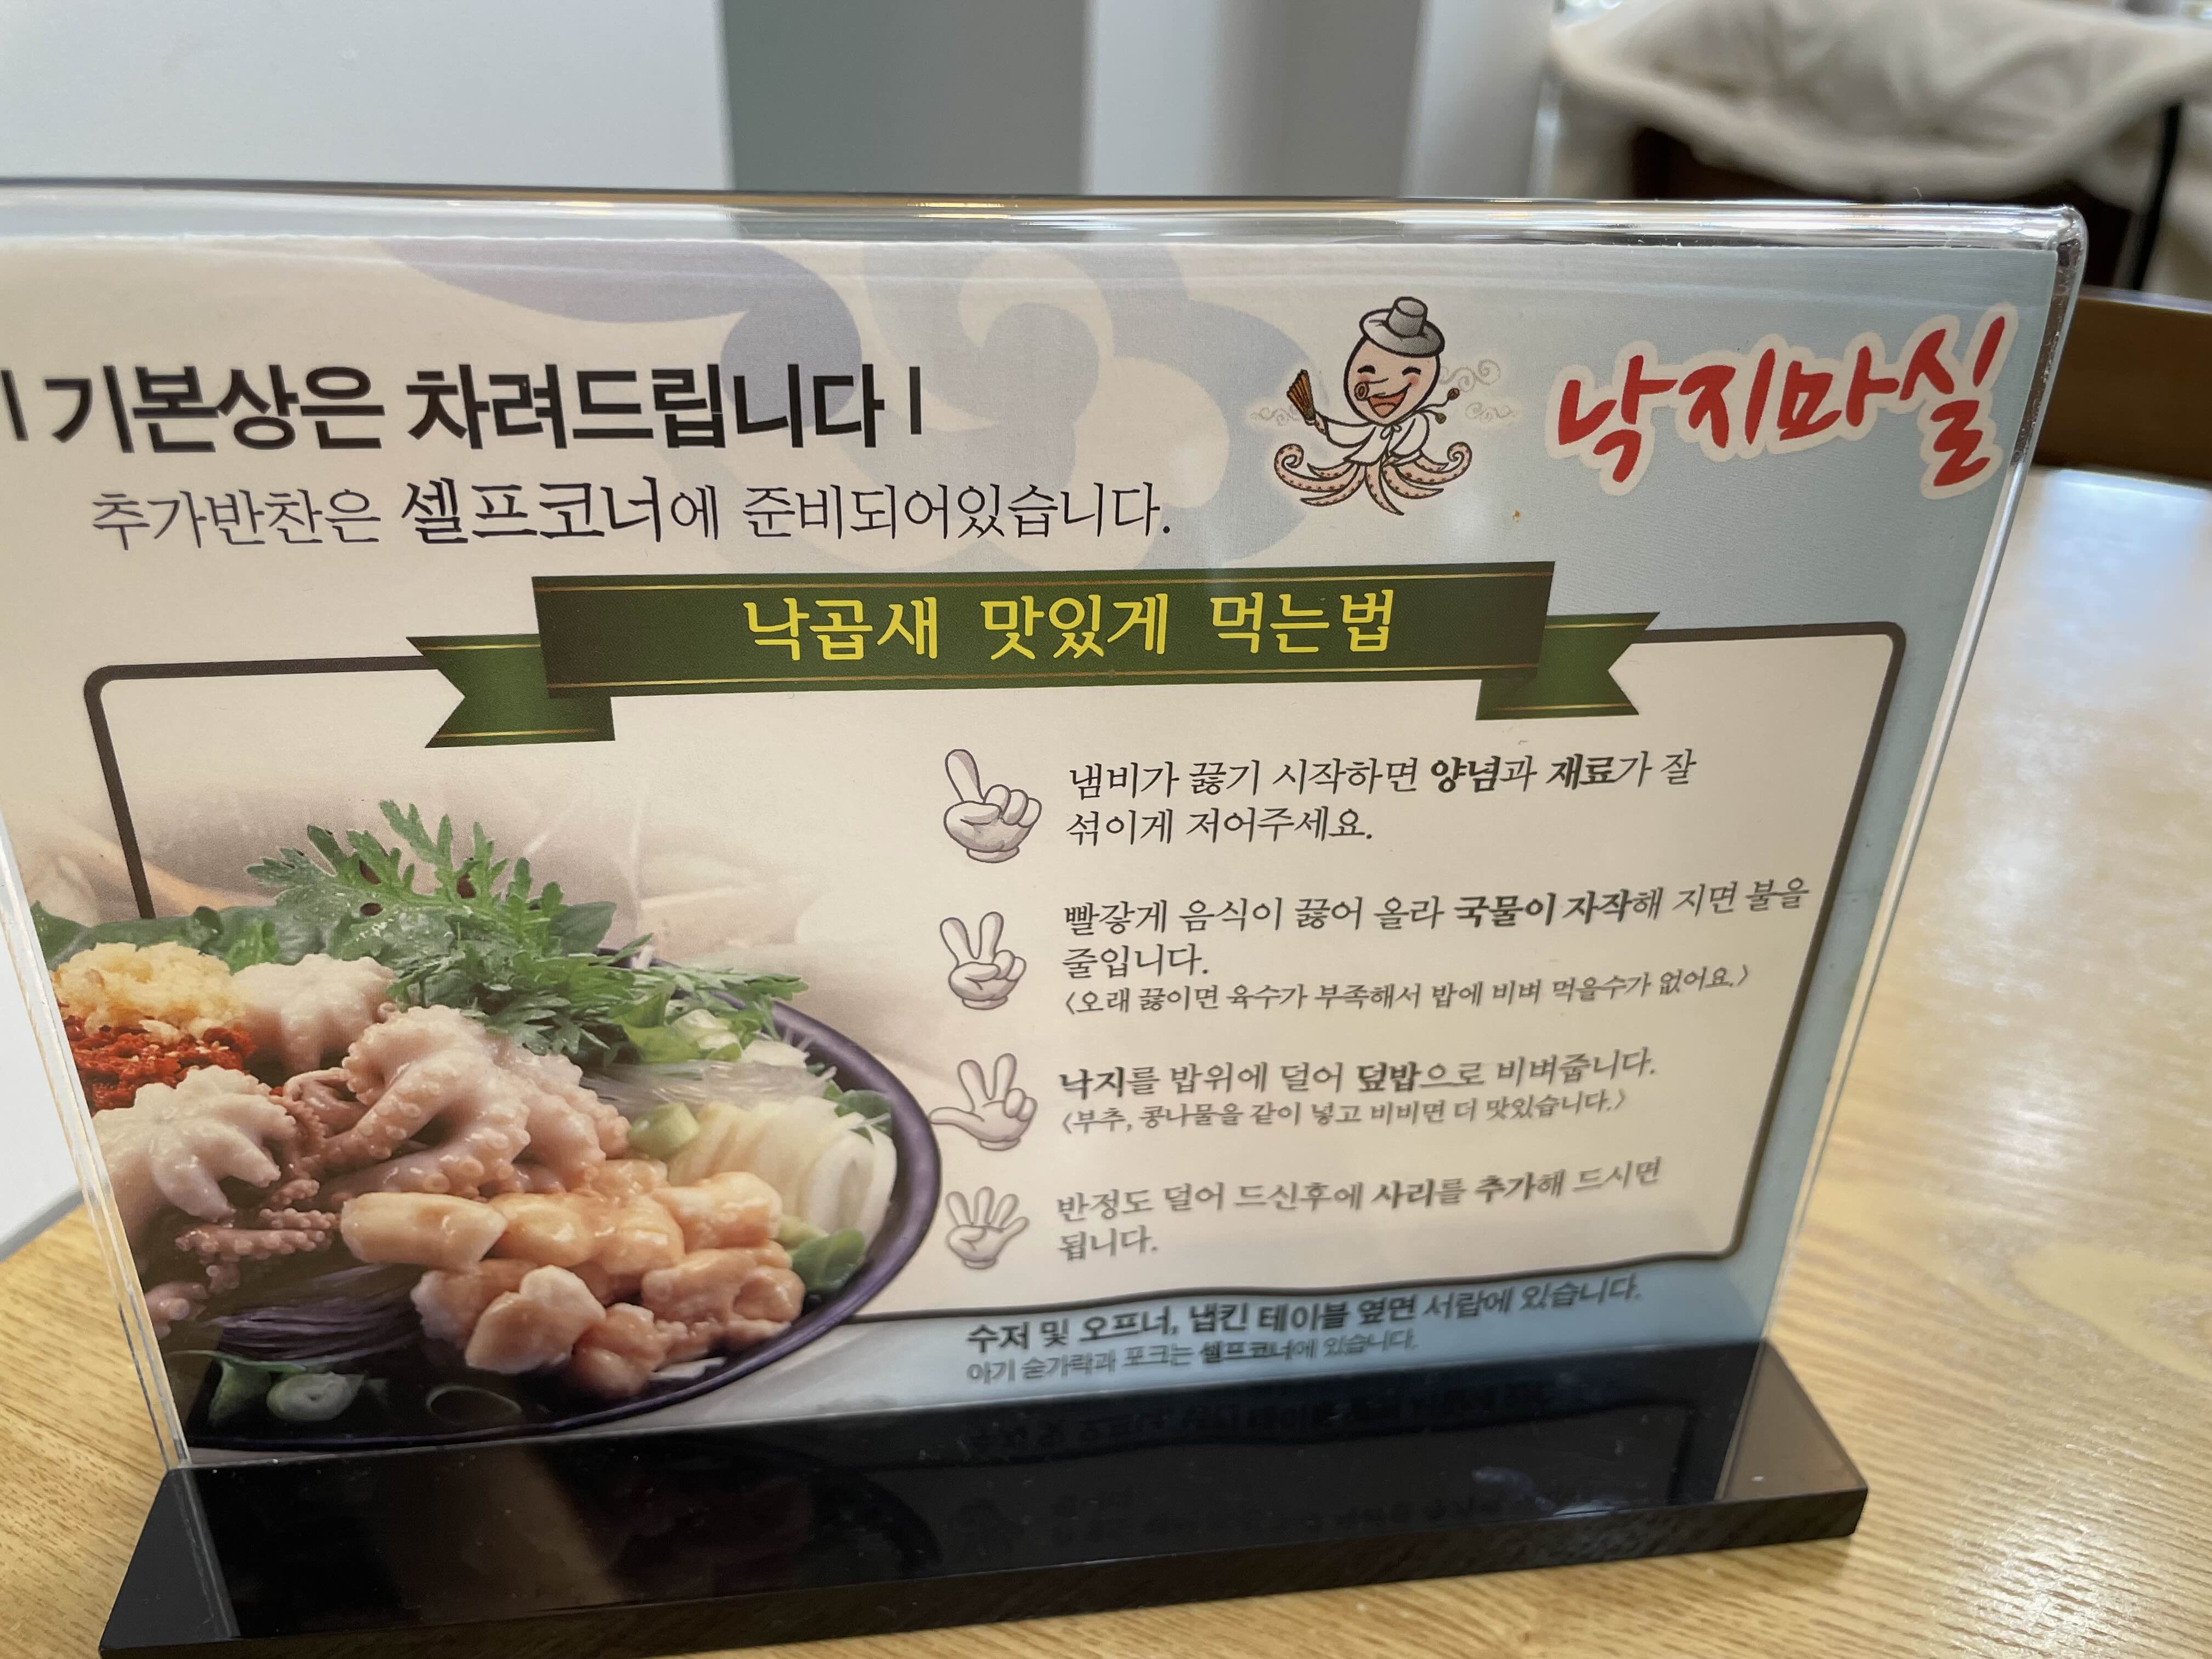 | 기본상은 차려드립니다 |
낙지마실
추가반찬은 셀프코너에 준비되어있습니다.
낙곱새 맛있게 먹는법
냄비가 끓기 시작하면 양념과 재료가 잘
섞이게 저어주세요.
빨갛게 음식이 끓어 올라 국물이 자작해 지면 불을
줄입니다.
<오래 끓이면 육수가 부족해서 밥에 비벼 먹을수가 없어요.>
낙지를 밥위에 덜어 덮밥으로 비벼줍니다.
<부추, 콩나물을 같이 넣고 비비면 더 맛있습니다.>
반정도 덜어 드신후에 사리를 추가해 드시면
됩니다.
수저 및 오프너, 냅킨 테이블 옆면 서랍에 있습니다.
아기 숟가락과 포크는 셀프코너에 있습니다.